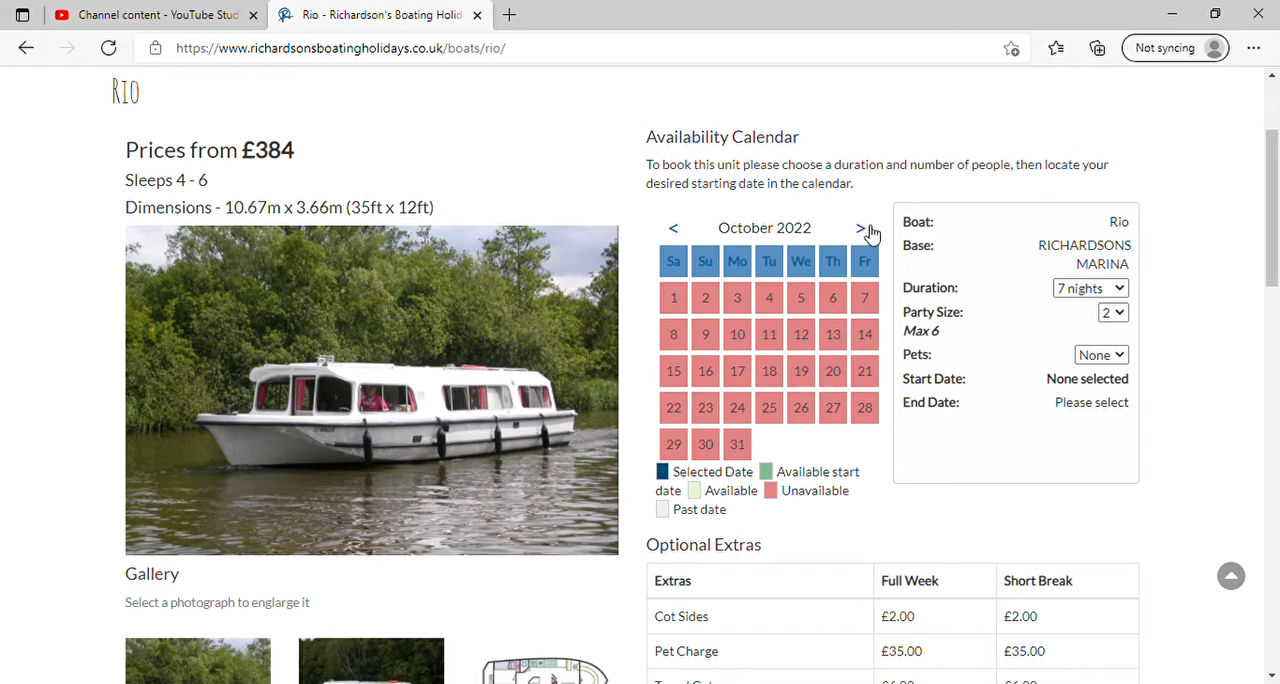 Channel content - YouTube Stud
Rio - Richardson's Boating Holid
https://www.richardsonsboatingholidays.co.uk/boats/rio/
Not syncing
Rio
Prices from £384
Sleeps 4 - 6
Dimensions - 10.67m x 3.66m (35ft x 12ft)
Gallery
Select a photograph to englarge it
Availability Calendar
To book this unit please choose a duration and number of people, then locate your
desired starting date in the calendar.
< October 2022 >
Sa Su Mo Tu We Th Fr
1 2 3 4 5 6 7
8 9 10 11 12 13 14
15 16 17 18 19 20 21
22 23 24 25 26 27 28
29 30 31
Selected Date Available start
date Available Unavailable
Past date
Boat: Rio
Base: RICHARDSONS
MARINA
Duration: 7 nights
Party Size: 2
Max 6
Pets: None
Start Date: None selected
End Date: Please select
Optional Extras
Extras Full Week Short Break
Cot Sides £2.00 £2.00
Pet Charge £35.00 £35.00